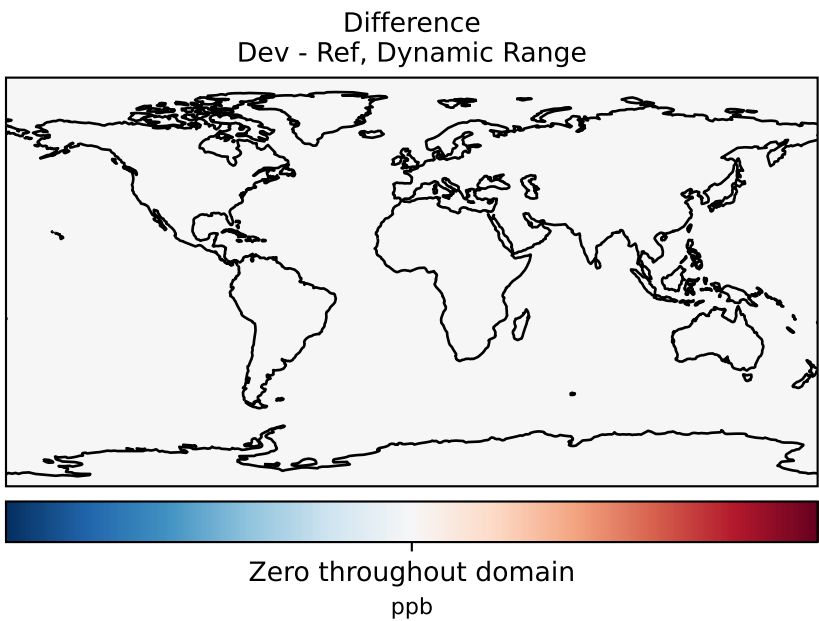 Difference
Dev - Ref, Dynamic Range
Zero throughout domain
ppb